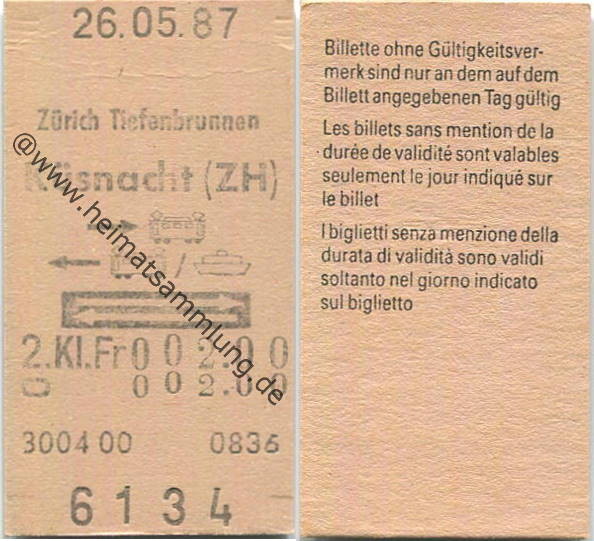 26.05.87
Zürich Tiefenbrunnen
Küsnacht (ZH)
/
2.Kl.Fr 002.00
002.00
3004 00 0836
6134
@www.heimatsammlung.de
Billette ohne Gültigkeitsver-
merk sind nur an dem auf dem
Billett angegebenen Tag gültig
Les billets sans mention de la
durée de validité sont valables
seulement le jour indiqué sur
le billet
I biglietti senza menzione della
durata di validità sono validi
soltanto nel giorno indicato
sul biglietto